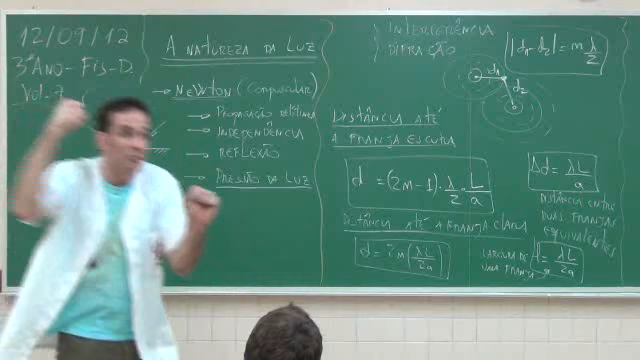 12/09/12
3º ANO - FIS-D
Vol. 7
A NATUREZA DA LUZ
→ NEWTON (CORPUSCULAR)
→ PROPAGAÇÃO RETILÍNEA
→ INDEPENDÊNCIA
→ REFLEXÃO
→ PRESSÃO DA LUZ
INTERFERÊNCIA
DIFRAÇÃO
|d₁ - d₂| = m λ/2
d₁
d₂
DISTÂNCIA ATÉ
A FRANJA ESCURA
d = (2m-1) · λ/2 · L/a
DISTÂNCIA ATÉ A FRANJA CLARA
d = 2m (λL/2a)
Δd = λL/a
DISTÂNCIA ENTRE
DUAS FRANJAS
EQUIVALENTES
LARGURA DE
UMA FRANJA →
= λL/2a